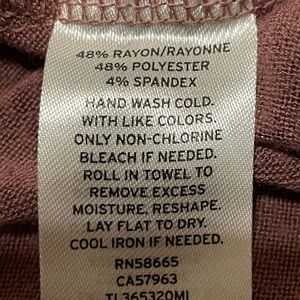 48% RAYON/RAYONNE
48% POLYESTER
4% SPANDEX
HAND WASH COLD.
WITH LIKE COLORS.
ONLY NON-CHLORINE
BLEACH IF NEEDED.
ROLL IN TOWEL TO
REMOVE EXCESS
MOISTURE, RESHAPE.
LAY FLAT TO DRY.
COOL IRON IF NEEDED.
RN58665
CA57963
TL365320MI